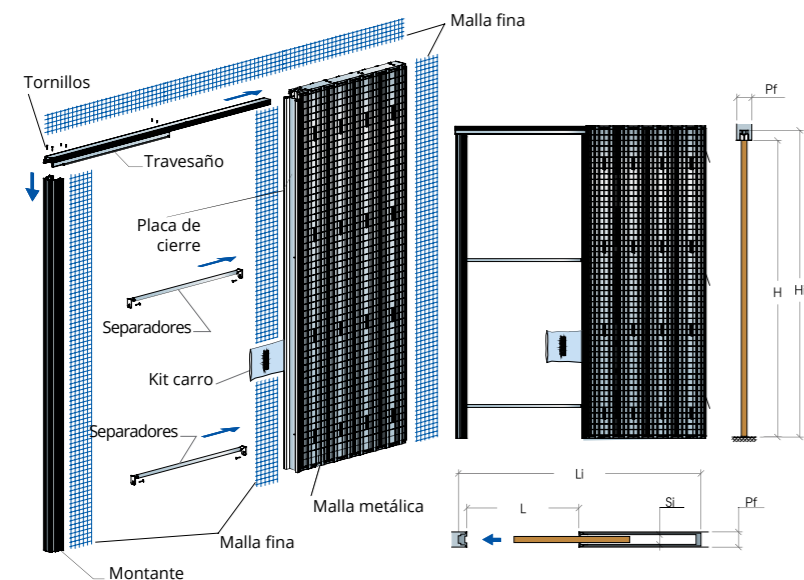 Malla fina
Tornillos
Travesaño
Placa de
cierre
Separadores
Kit carro
Separadores
Malla metálica
Malla fina
Montante
Pf
H
H
Li
L
Si
Pf